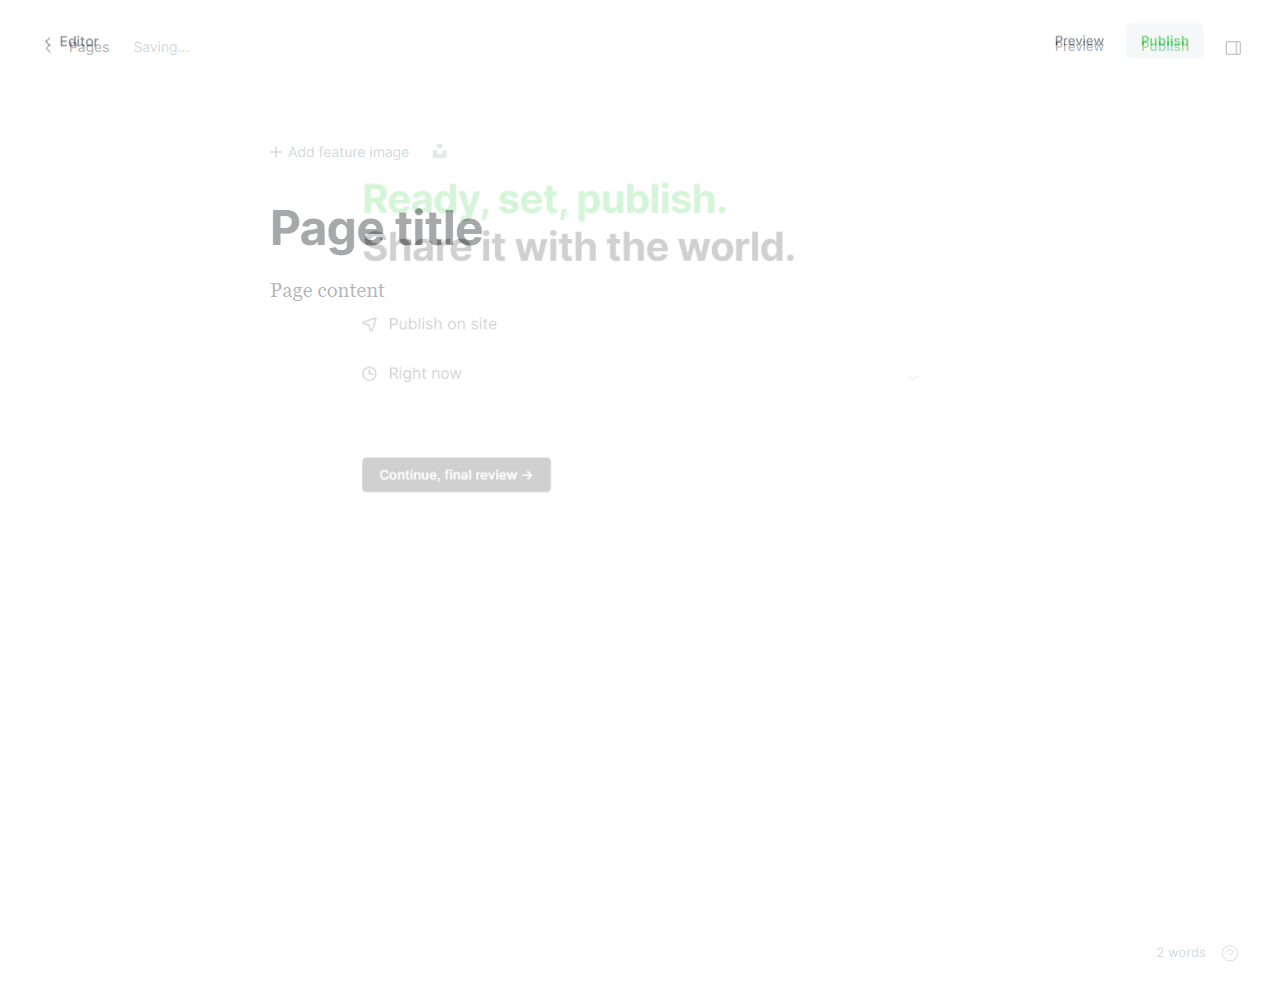 Editor
Pages Saving...
Preview Publish
Preview Publish
Add feature image
Ready, set, publish.
Page title
Share it with the world.
Page content
Publish on site
Right now
Continue, final review →
2 words